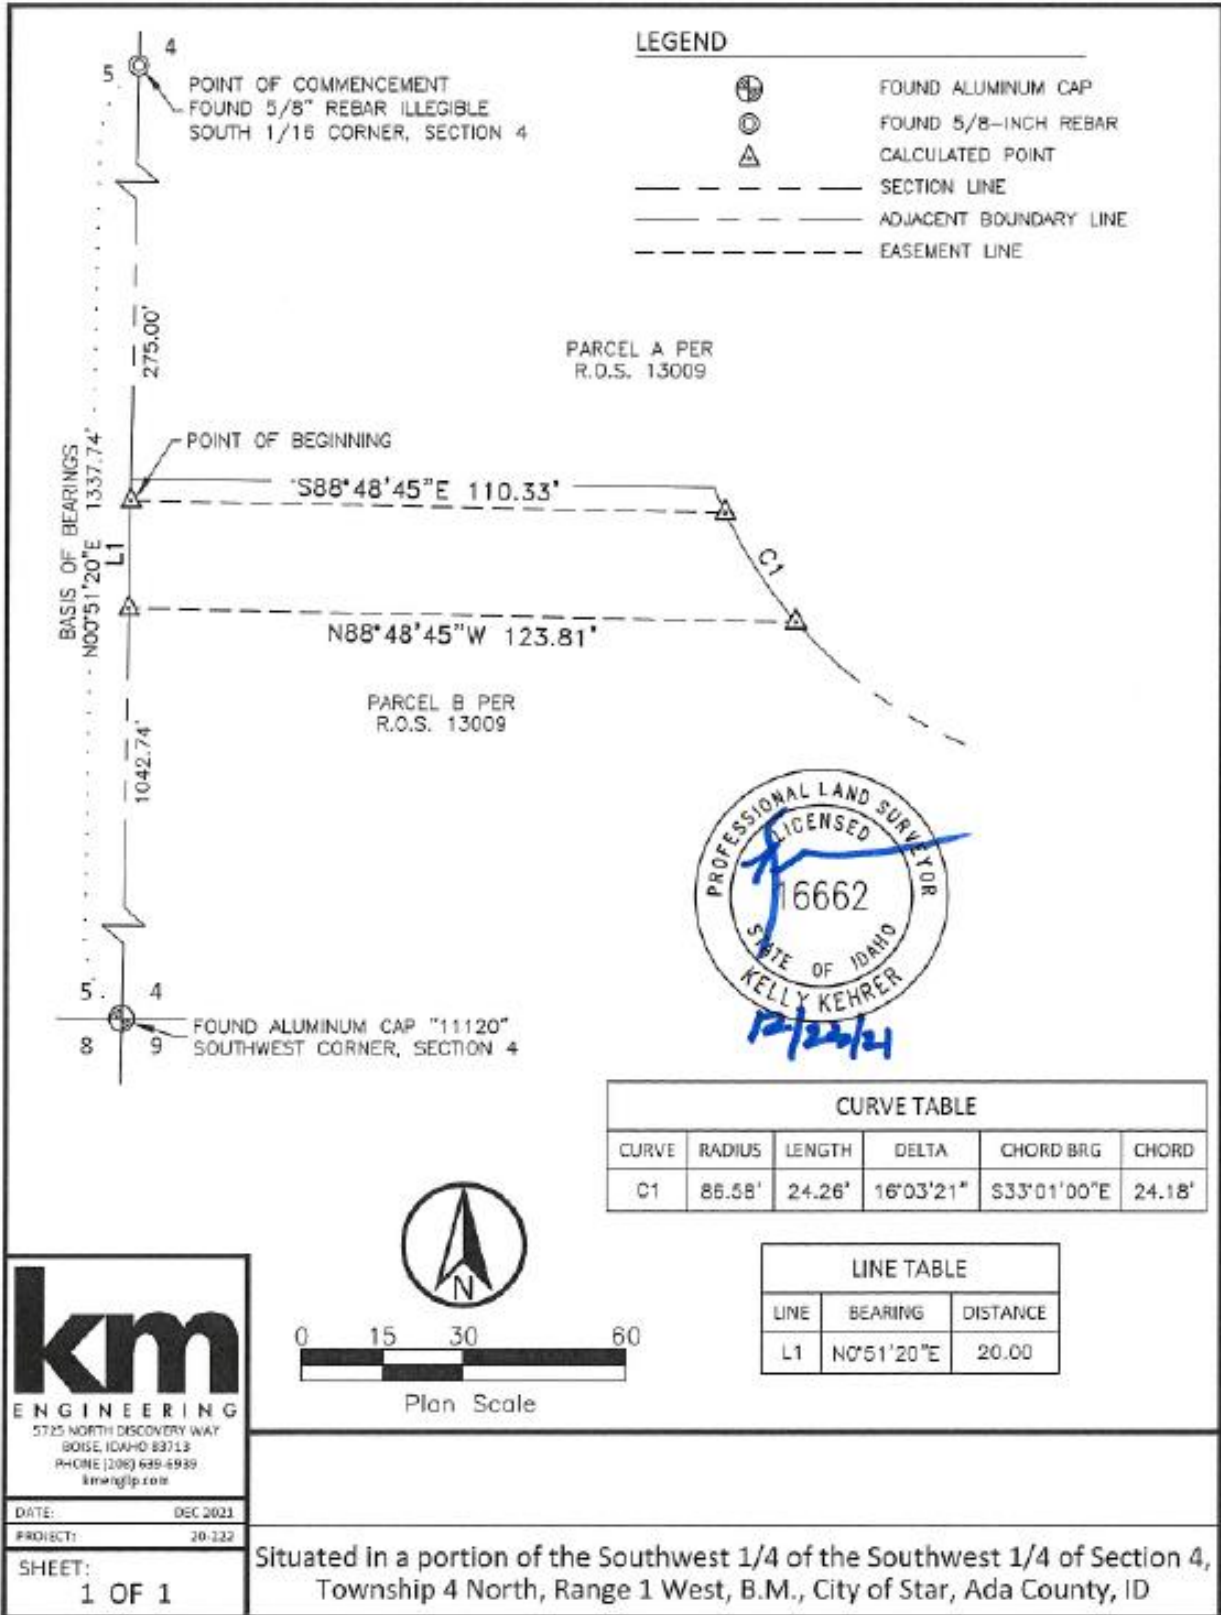 4
5
POINT OF COMMENCEMENT
FOUND 5/8" REBAR ILLEGIBLE
SOUTH 1/16 CORNER, SECTION 4
LEGEND
FOUND ALUMINUM CAP
FOUND 5/8-INCH REBAR
CALCULATED POINT
SECTION LINE
ADJACENT BOUNDARY LINE
EASEMENT LINE
275.00'
PARCEL A PER
R.O.S. 13009
POINT OF BEGINNING
S88°48'45"E 110.33'
BASIS OF BEARINGS
N00°51'20"E 1337.74'
L1
C1
N88°48'45"W 123.81'
PARCEL B PER
R.O.S. 13009
1042.74'
PROFESSIONAL LAND SURVEYOR
LICENSED
16662
STATE OF IDAHO
KELLY KEHRER
5 4
8 9
FOUND ALUMINUM CAP "11120"
SOUTHWEST CORNER, SECTION 4
CURVE TABLE
CURVE RADIUS LENGTH DELTA CHORD BRG CHORD
C1 86.58' 24.26' 16°03'21" S33°01'00"E 24.18'
LINE TABLE
LINE BEARING DISTANCE
L1 N0°51'20"E 20.00
N
0 15 30 60
Plan Scale
km
ENGINEERING
5725 NORTH DISCOVERY WAY
BOISE, IDAHO 83713
PHONE (208) 639-6939
kmengllp.com
DATE: DEC 2021
PROJECT: 20-222
SHEET:
1 OF 1
Situated in a portion of the Southwest 1/4 of the Southwest 1/4 of Section 4,
Township 4 North, Range 1 West, B.M., City of Star, Ada County, ID